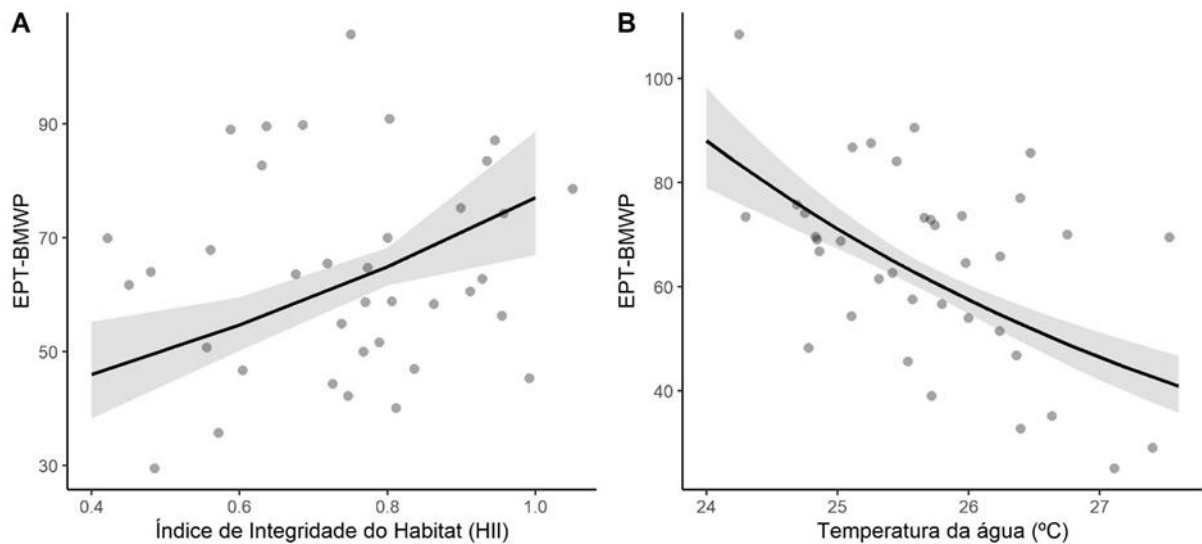 A
EPT-BMWP
90
70
50
30
0.4
0.6
0.8
1.0
Índice de Integridade do Habitat (HII)
B
EPT-BMWP
100
80
60
40
24
25
26
27
Temperatura da água (ºC)